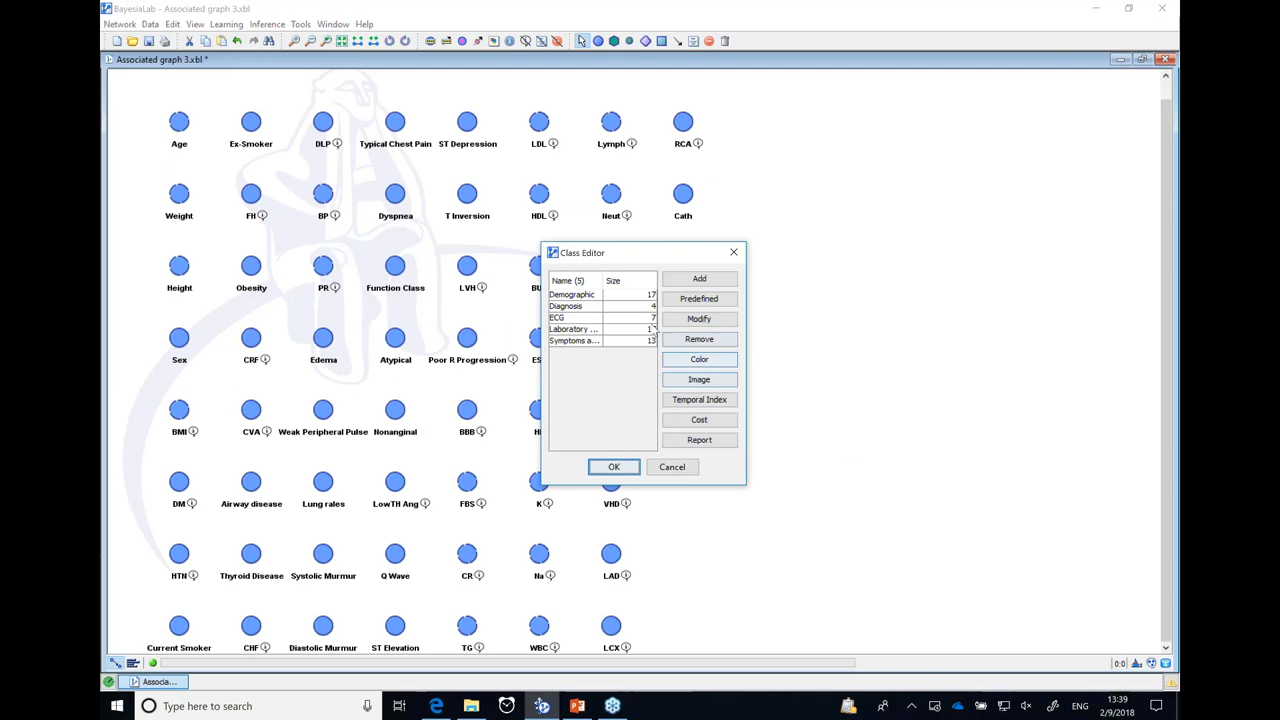 BayesiaLab - Associated graph 3.xbl
Network Data Edit View Learning Inference Tools Window Help
Associated graph 3.xbl *
Age Ex-Smoker DLP Typical Chest Pain ST Depression LDL Lymph RCA
Weight FH BP Dyspnea T Inversion HDL Neut Cath
Height Obesity PR Function Class LVH
Sex CRF Edema Atypical Poor R Progression
BMI CVA Weak Peripheral Pulse Nonanginal BBB
DM Airway disease Lung rales LowTH Ang FBS K VHD
HTN Thyroid Disease Systolic Murmur Q Wave CR Na LAD
Current Smoker CHF Diastolic Murmur ST Elevation TG WBC LCX
Class Editor
Name (5) Size
Demographic 17
Diagnosis 4
ECG 7
Laboratory ...
Symptoms a... 13
Add
Predefined
Modify
Remove
Color
Image
Temporal Index
Cost
Report
OK Cancel
0:0
Associa...
Type here to search
13:39
2/9/2018